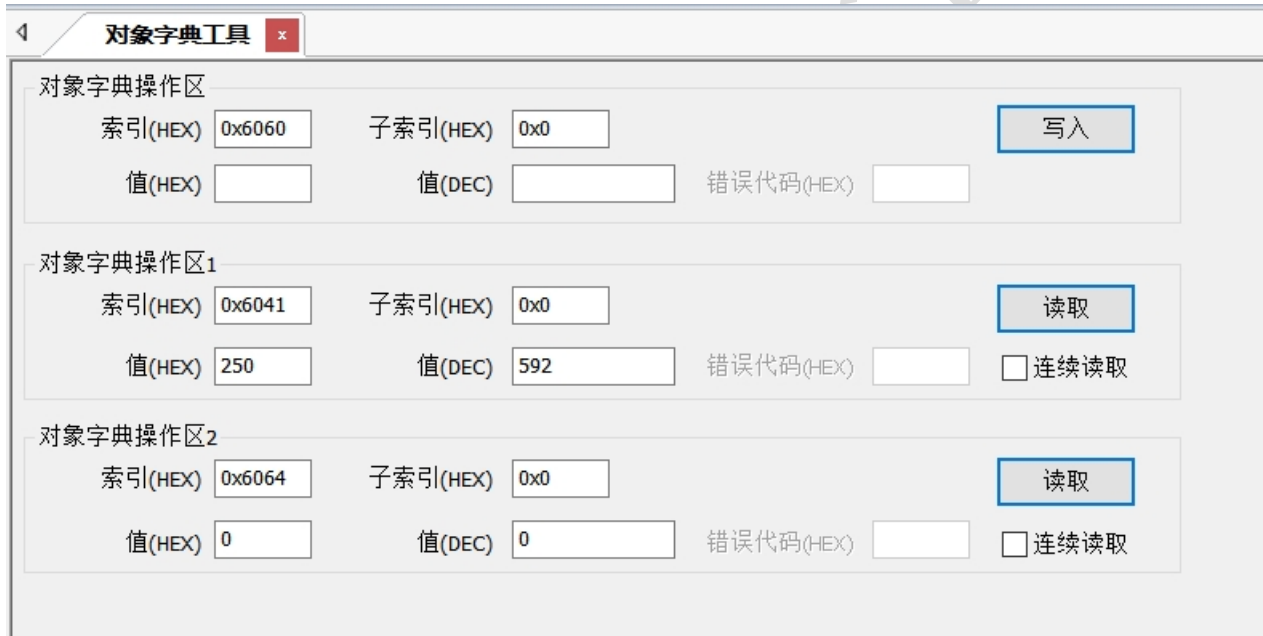 对象字典工具 x
对象字典操作区
索引(HEX) 0x6060 子索引(HEX) 0x0 写入
值(HEX) 值(DEC) 错误代码(HEX)
对象字典操作区1
索引(HEX) 0x6041 子索引(HEX) 0x0 读取
值(HEX) 250 值(DEC) 592 错误代码(HEX) 连续读取
对象字典操作区2
索引(HEX) 0x6064 子索引(HEX) 0x0 读取
值(HEX) 0 值(DEC) 0 错误代码(HEX) 连续读取